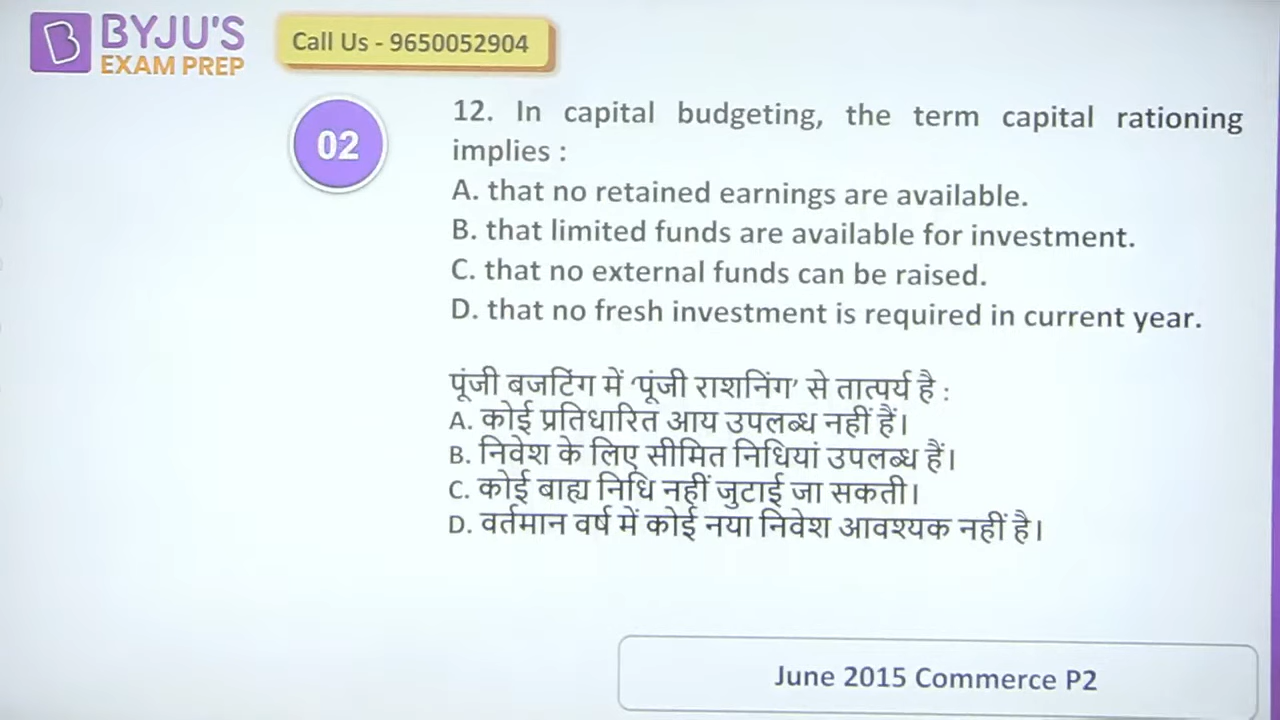 BYJU'S
EXAM PREP
Call Us - 9650052904
02
12. In capital budgeting, the term capital rationing
implies :
A. that no retained earnings are available.
B. that limited funds are available for investment.
C. that no external funds can be raised.
D. that no fresh investment is required in current year.
पूंजी बजटिंग में ‘पूंजी राशनिंग’ से तात्पर्य है :
A. कोई प्रतिधारित आय उपलब्ध नहीं हैं।
B. निवेश के लिए सीमित निधियां उपलब्ध हैं।
C. कोई बाह्य निधि नहीं जुटाई जा सकती।
D. वर्तमान वर्ष में कोई नया निवेश आवश्यक नहीं है।
June 2015 Commerce P2